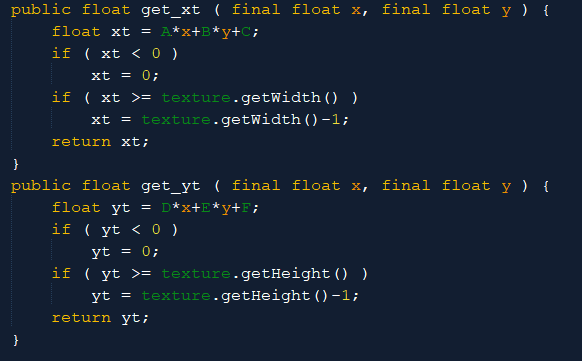 public float get_xt ( final float x, final float y ) {
float xt = A*x+B*y+C;
if ( xt < 0 )
xt = 0;
if ( xt >= texture.getWidth() )
xt = texture.getWidth()-1;
return xt;
}
public float get_yt ( final float x, final float y ) {
float yt = D*x+E*y+F;
if ( yt < 0 )
yt = 0;
if ( yt >= texture.getHeight() )
yt = texture.getHeight()-1;
return yt;
}